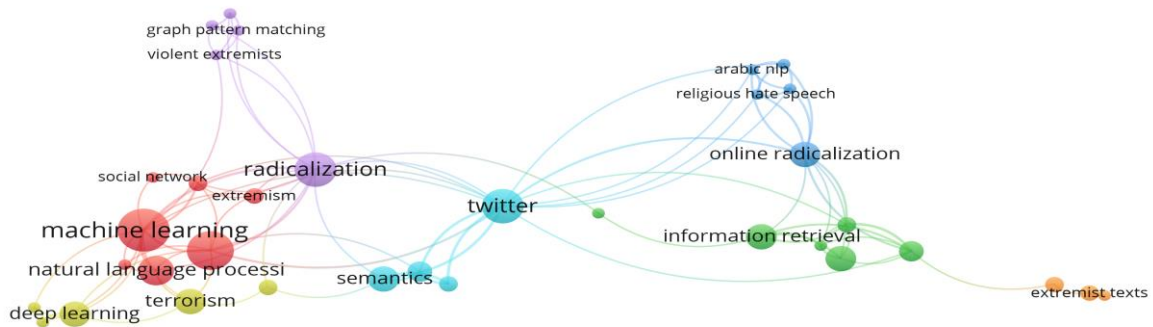 graph pattern matching
violent extremists
arabic nlp
religious hate speech
online radicalization
radicalization
social network
extremism
twitter
machine learning
information retrieval
natural language processi
semantics
extremist texts
terrorism
deep learning